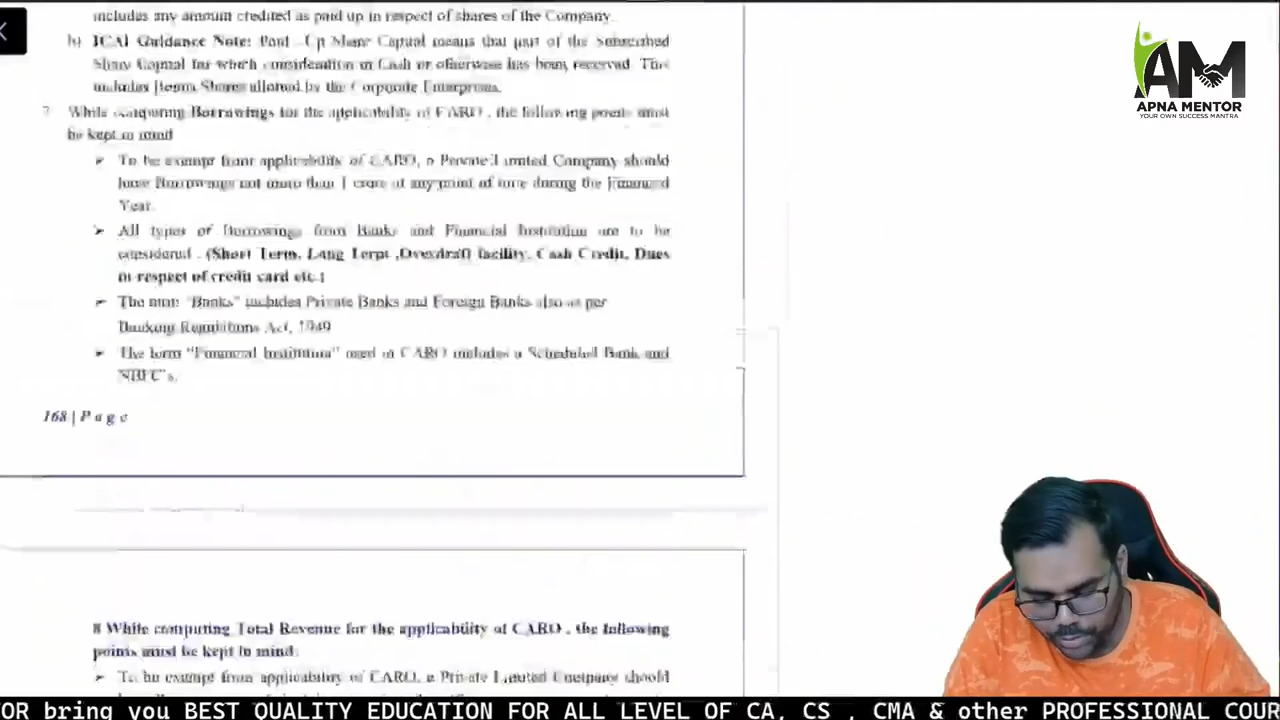 includes any amount credited as paid up in respect of shares of the Company.
b) ICAI Guidance Note: Paid - Up Share Capital means that part of the Subscribed
Share Capital for which consideration in Cash or otherwise has been received. This
includes Shares allotted by the Corporate Enterprises.
7 While computing Borrowings for the applicability of CARO , the following points must
be kept in mind
➢ To be exempt from applicability of CARO, a Private Limited Company should
have Borrowings not more than 1 crore at any point of time during the Financial
Year.
➢ All types of Borrowings from Banks and Financial Institution are to be
considered . (Short Term, Long Term ,Overdraft facility, Cash Credit, Dues
in respect of credit card etc.)
➢ The term "Banks" includes Private Banks and Foreign Banks also as per
Banking Regulations Act, 1949
➢ The term "Financial Institution" used in CARO includes a Scheduled Bank and
NBFC's.
168 | P a g e
8 While computing Total Revenue for the applicability of CARO , the following
points must be kept in mind
➢ To be exempt from applicability of CARO, a Private Limited Company should
AM
APNA MENTOR
YOUR OWN SUCCESS MANTRA
OR bring you BEST QUALITY EDUCATION FOR ALL LEVEL OF CA, CS , CMA & other PROFESSIONAL COUR